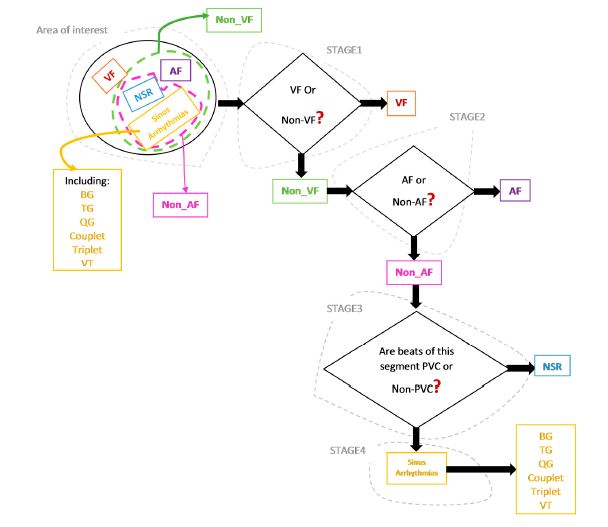 Non_VF
Area of interest
STAGE1
VF
AF
NSR
Sinus
Arrhythmias
VF Or
Non-VF?
VF
STAGE2
Including:
BG
TG
QG
Couplet
Triplet
VT
Non_AF
Non_VF
AF or
Non-AF?
AF
Non_AF
STAGE3
Are beats of this
segment PVC or
Non-PVC?
NSR
STAGE4
Sinus
Arrhythmias
BG
TG
QG
Couplet
Triplet
VT